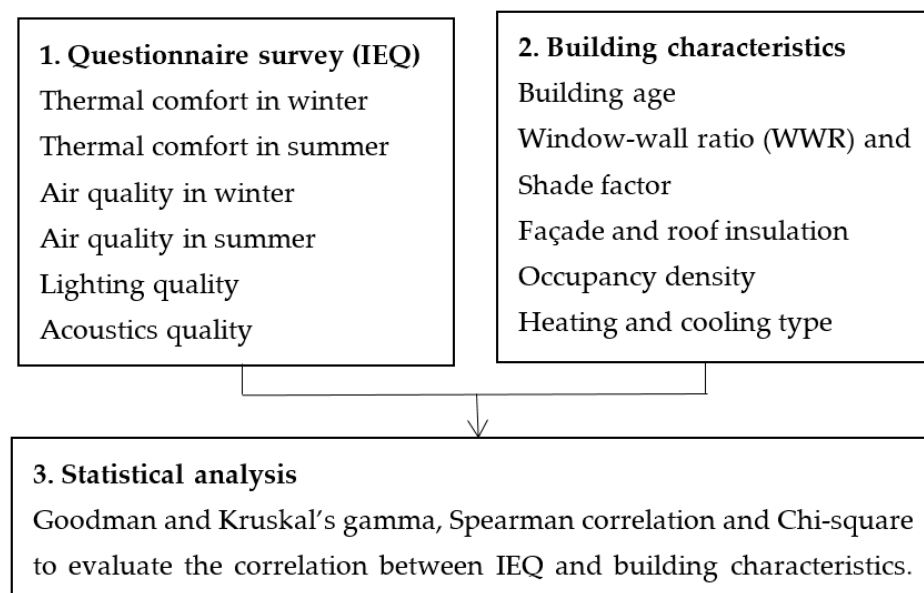 1. Questionnaire survey (IEQ)
Thermal comfort in winter
Thermal comfort in summer
Air quality in winter
Air quality in summer
Lighting quality
Acoustics quality
2. Building characteristics
Building age
Window-wall ratio (WWR) and
Shade factor
Façade and roof insulation
Occupancy density
Heating and cooling type
3. Statistical analysis
Goodman and Kruskal’s gamma, Spearman correlation and Chi-square
to evaluate the correlation between IEQ and building characteristics.